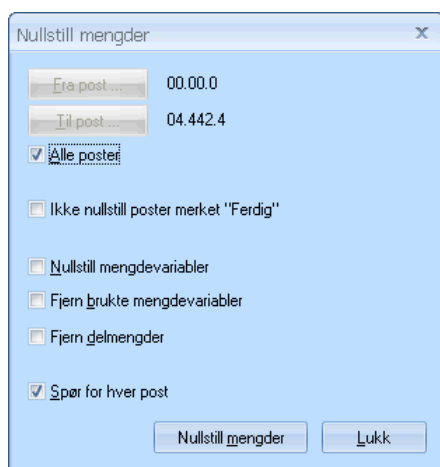 Nullstill mengder
Fra post ... 00.00.0
Til post ... 04.442.4
Alle poster
Ikke nullstill poster merket "Ferdig"
Nullstill mengdevariabler
Fjern brukte mengdevariabler
Fjern delmengder
Spør for hver post
Nullstill mengder Lukk